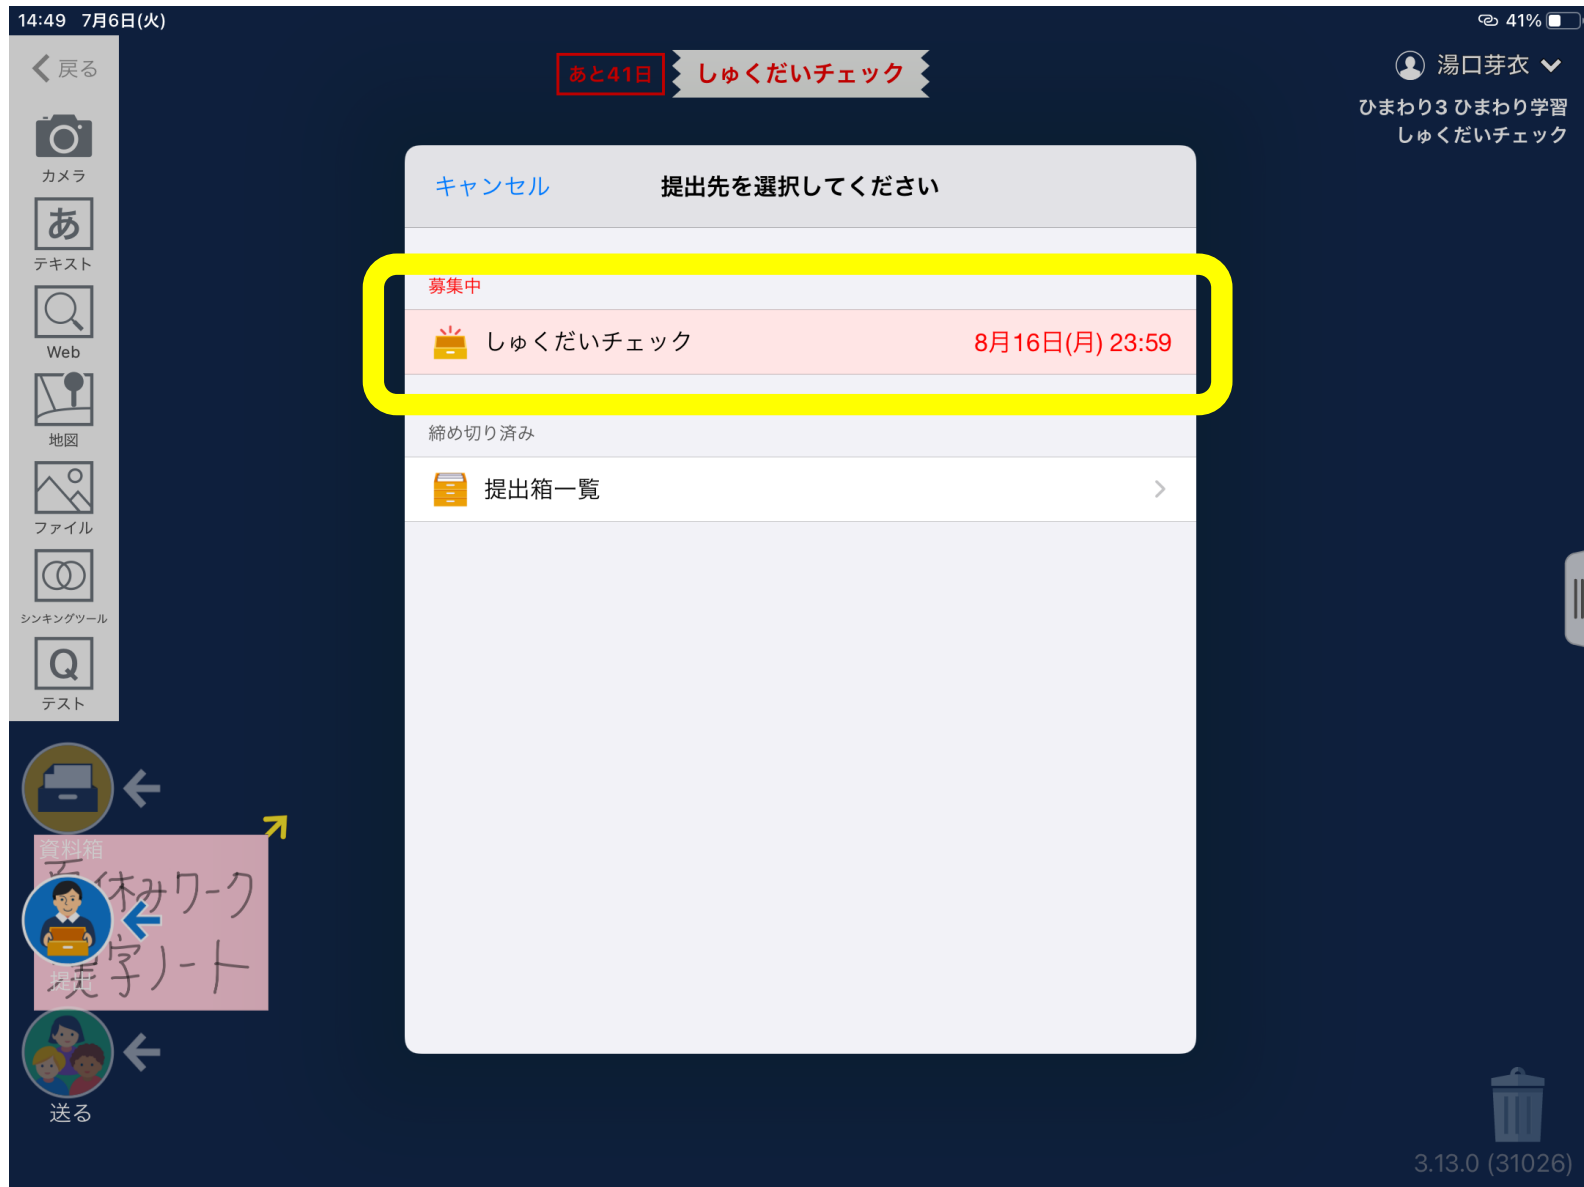 14:49 7月6日(火)
41%
戻る
あと41日
しゅくだいチェック
湯口芽衣
ひまわり3 ひまわり学習
しゅくだいチェック
カメラ
あ
テキスト
Web
地図
ファイル
シンキングツール
Q
テスト
キャンセル
提出先を選択してください
募集中
しゅくだいチェック
8月16日(月) 23:59
締め切り済み
提出箱一覧
資料箱
休みワーク
字ノート
提出
送る
3.13.0 (31026)